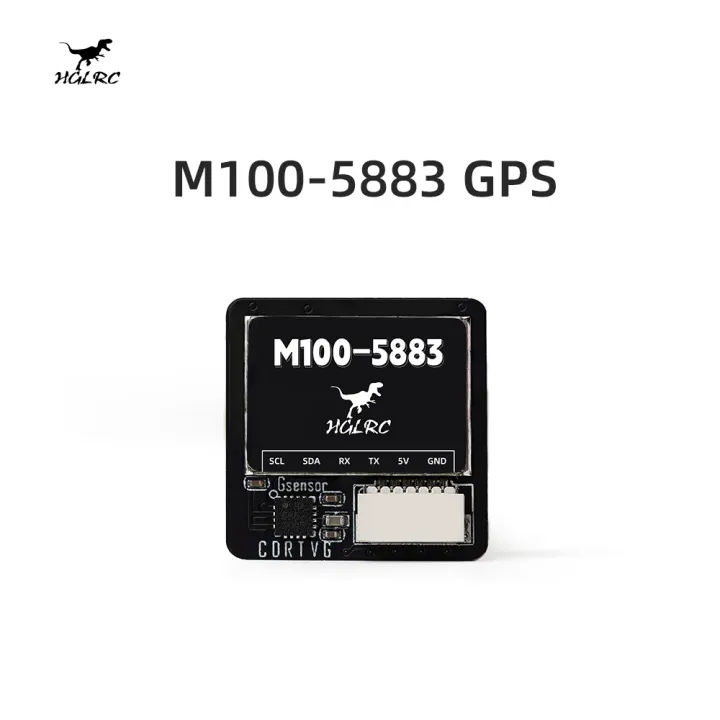 HGLRC
M100-5883 GPS
M100-5883
HGLRC
SCL SDA RX TX 5V GND
Gsensor
CDRTVG